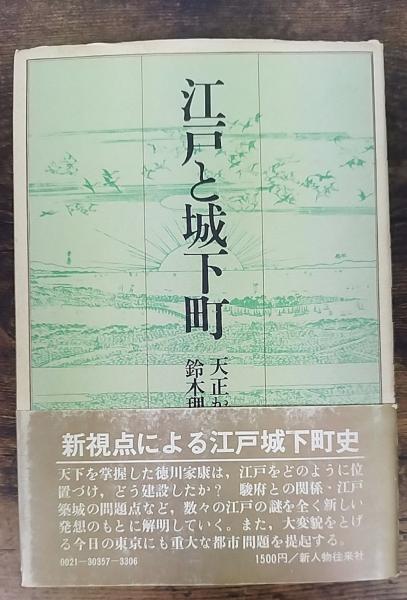 江戸と城下町
天正か
鈴木理
新視点による江戸城下町史
天下を掌握した徳川家康は，江戸をどのように位
置づけ，どう建設したか？ 駿府との関係・江戸
築城の問題点など，数々の江戸の謎を全く新しい
発想のもとに解明していく。また，大変貌をとげ
る今日の東京にも重大な都市問題を提起する。
0021-30357-3306
1500円／新人物往来社